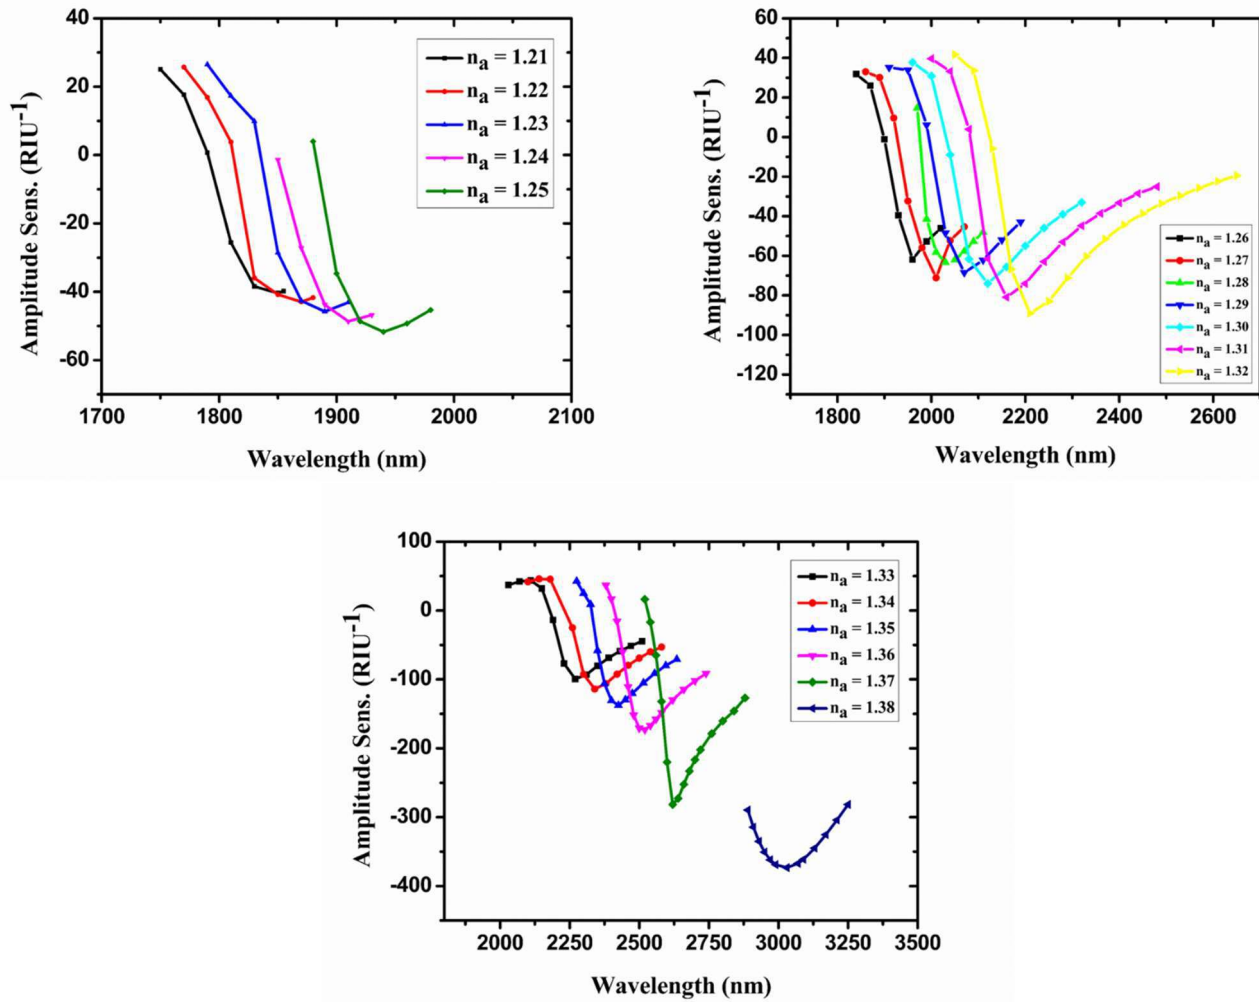 40
20
0
-20
-40
-60
1700 1800 1900 2000 2100
Amplitude Sens. (RIU⁻¹)
Wavelength (nm)
nₐ = 1.21
nₐ = 1.22
nₐ = 1.23
nₐ = 1.24
nₐ = 1.25
60
40
20
0
-20
-40
-60
-80
-100
-120
1800 2000 2200 2400 2600
Amplitude Sens. (RIU⁻¹)
Wavelength (nm)
nₐ = 1.26
nₐ = 1.27
nₐ = 1.28
nₐ = 1.29
nₐ = 1.30
nₐ = 1.31
nₐ = 1.32
100
0
-100
-200
-300
-400
2000 2250 2500 2750 3000 3250 3500
Amplitude Sens. (RIU⁻¹)
Wavelength (nm)
nₐ = 1.33
nₐ = 1.34
nₐ = 1.35
nₐ = 1.36
nₐ = 1.37
nₐ = 1.38